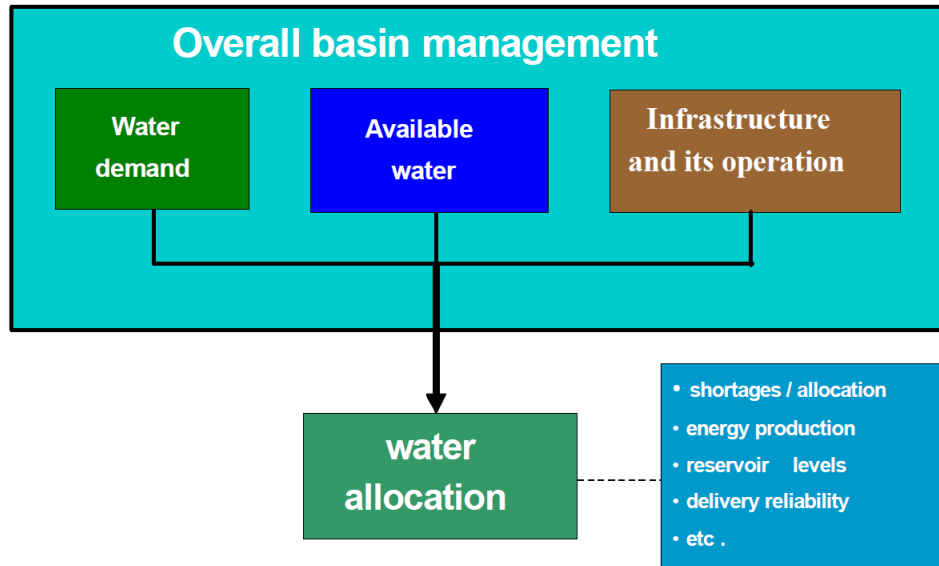 Overall basin management
Water
demand
Available
water
Infrastructure
and its operation
water
allocation
• shortages / allocation
• energy production
• reservoir levels
• delivery reliability
• etc .